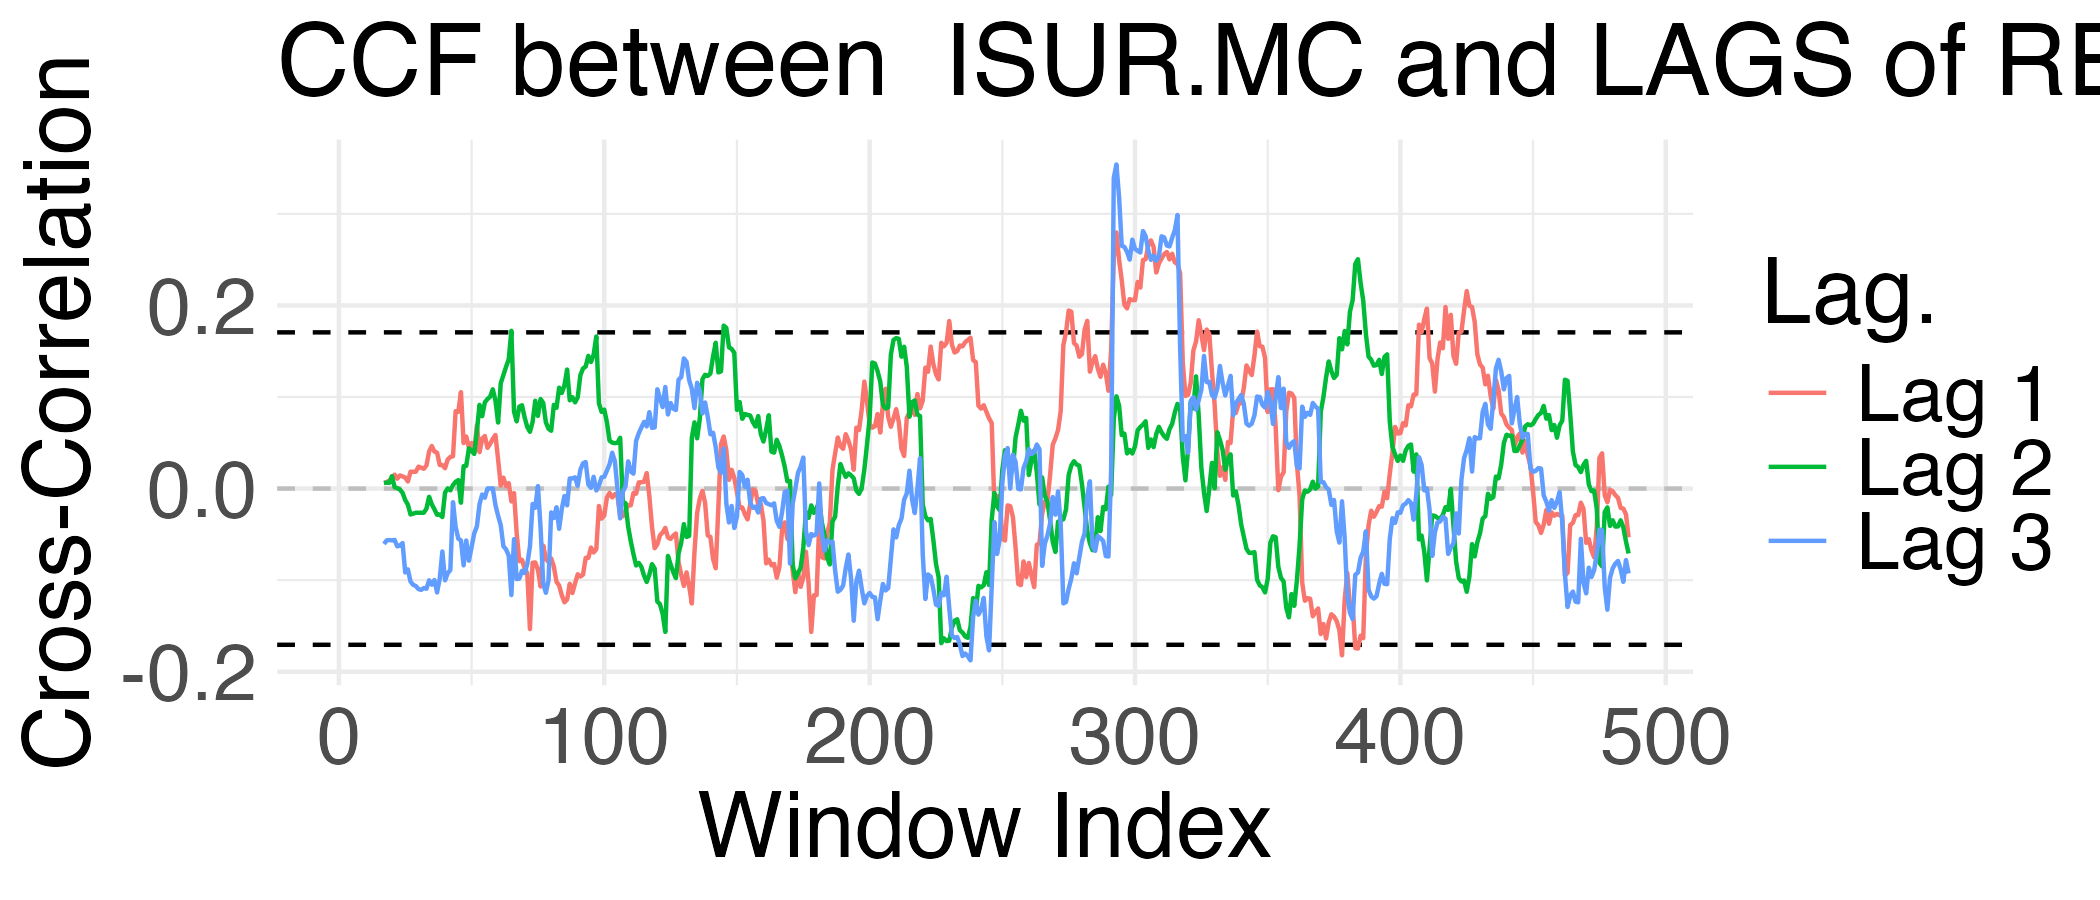 CCF between ISUR.MC and LAGS of
Cross-Correlation
0.2
0.0
-0.2
0 100 200 300 400 500
Window Index
Lag.
Lag 1
Lag 2
Lag 3